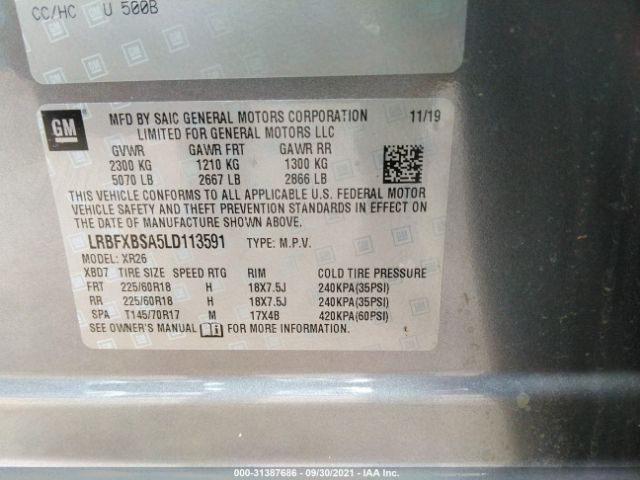 CC/HC U 500B
GM
MFD BY SAIC GENERAL MOTORS CORPORATION 11/19
LIMITED FOR GENERAL MOTORS LLC
GVWR GAWR FRT GAWR RR
2300 KG 1210 KG 1300 KG
5070 LB 2667 LB 2866 LB
THIS VEHICLE CONFORMS TO ALL APPLICABLE U.S. FEDERAL MOTOR
VEHICLE SAFETY AND THEFT PREVENTION STANDARDS IN EFFECT ON
THE DATE OF MANUFACTURE SHOWN ABOVE.
LRBFXBSA5LD113591 TYPE: M.P.V.
MODEL: XR26
XBD7 TIRE SIZE SPEED RTG RIM COLD TIRE PRESSURE
FRT 225/60R18 H 18X7.5J 240KPA(35PSI)
RR 225/60R18 H 18X7.5J 240KPA(35PSI)
SPA T145/70R17 M 17X4B 420KPA(60PSI)
SEE OWNER'S MANUAL FOR MORE INFORMATION
000-31387686 - 09/30/2021 - IAA Inc.